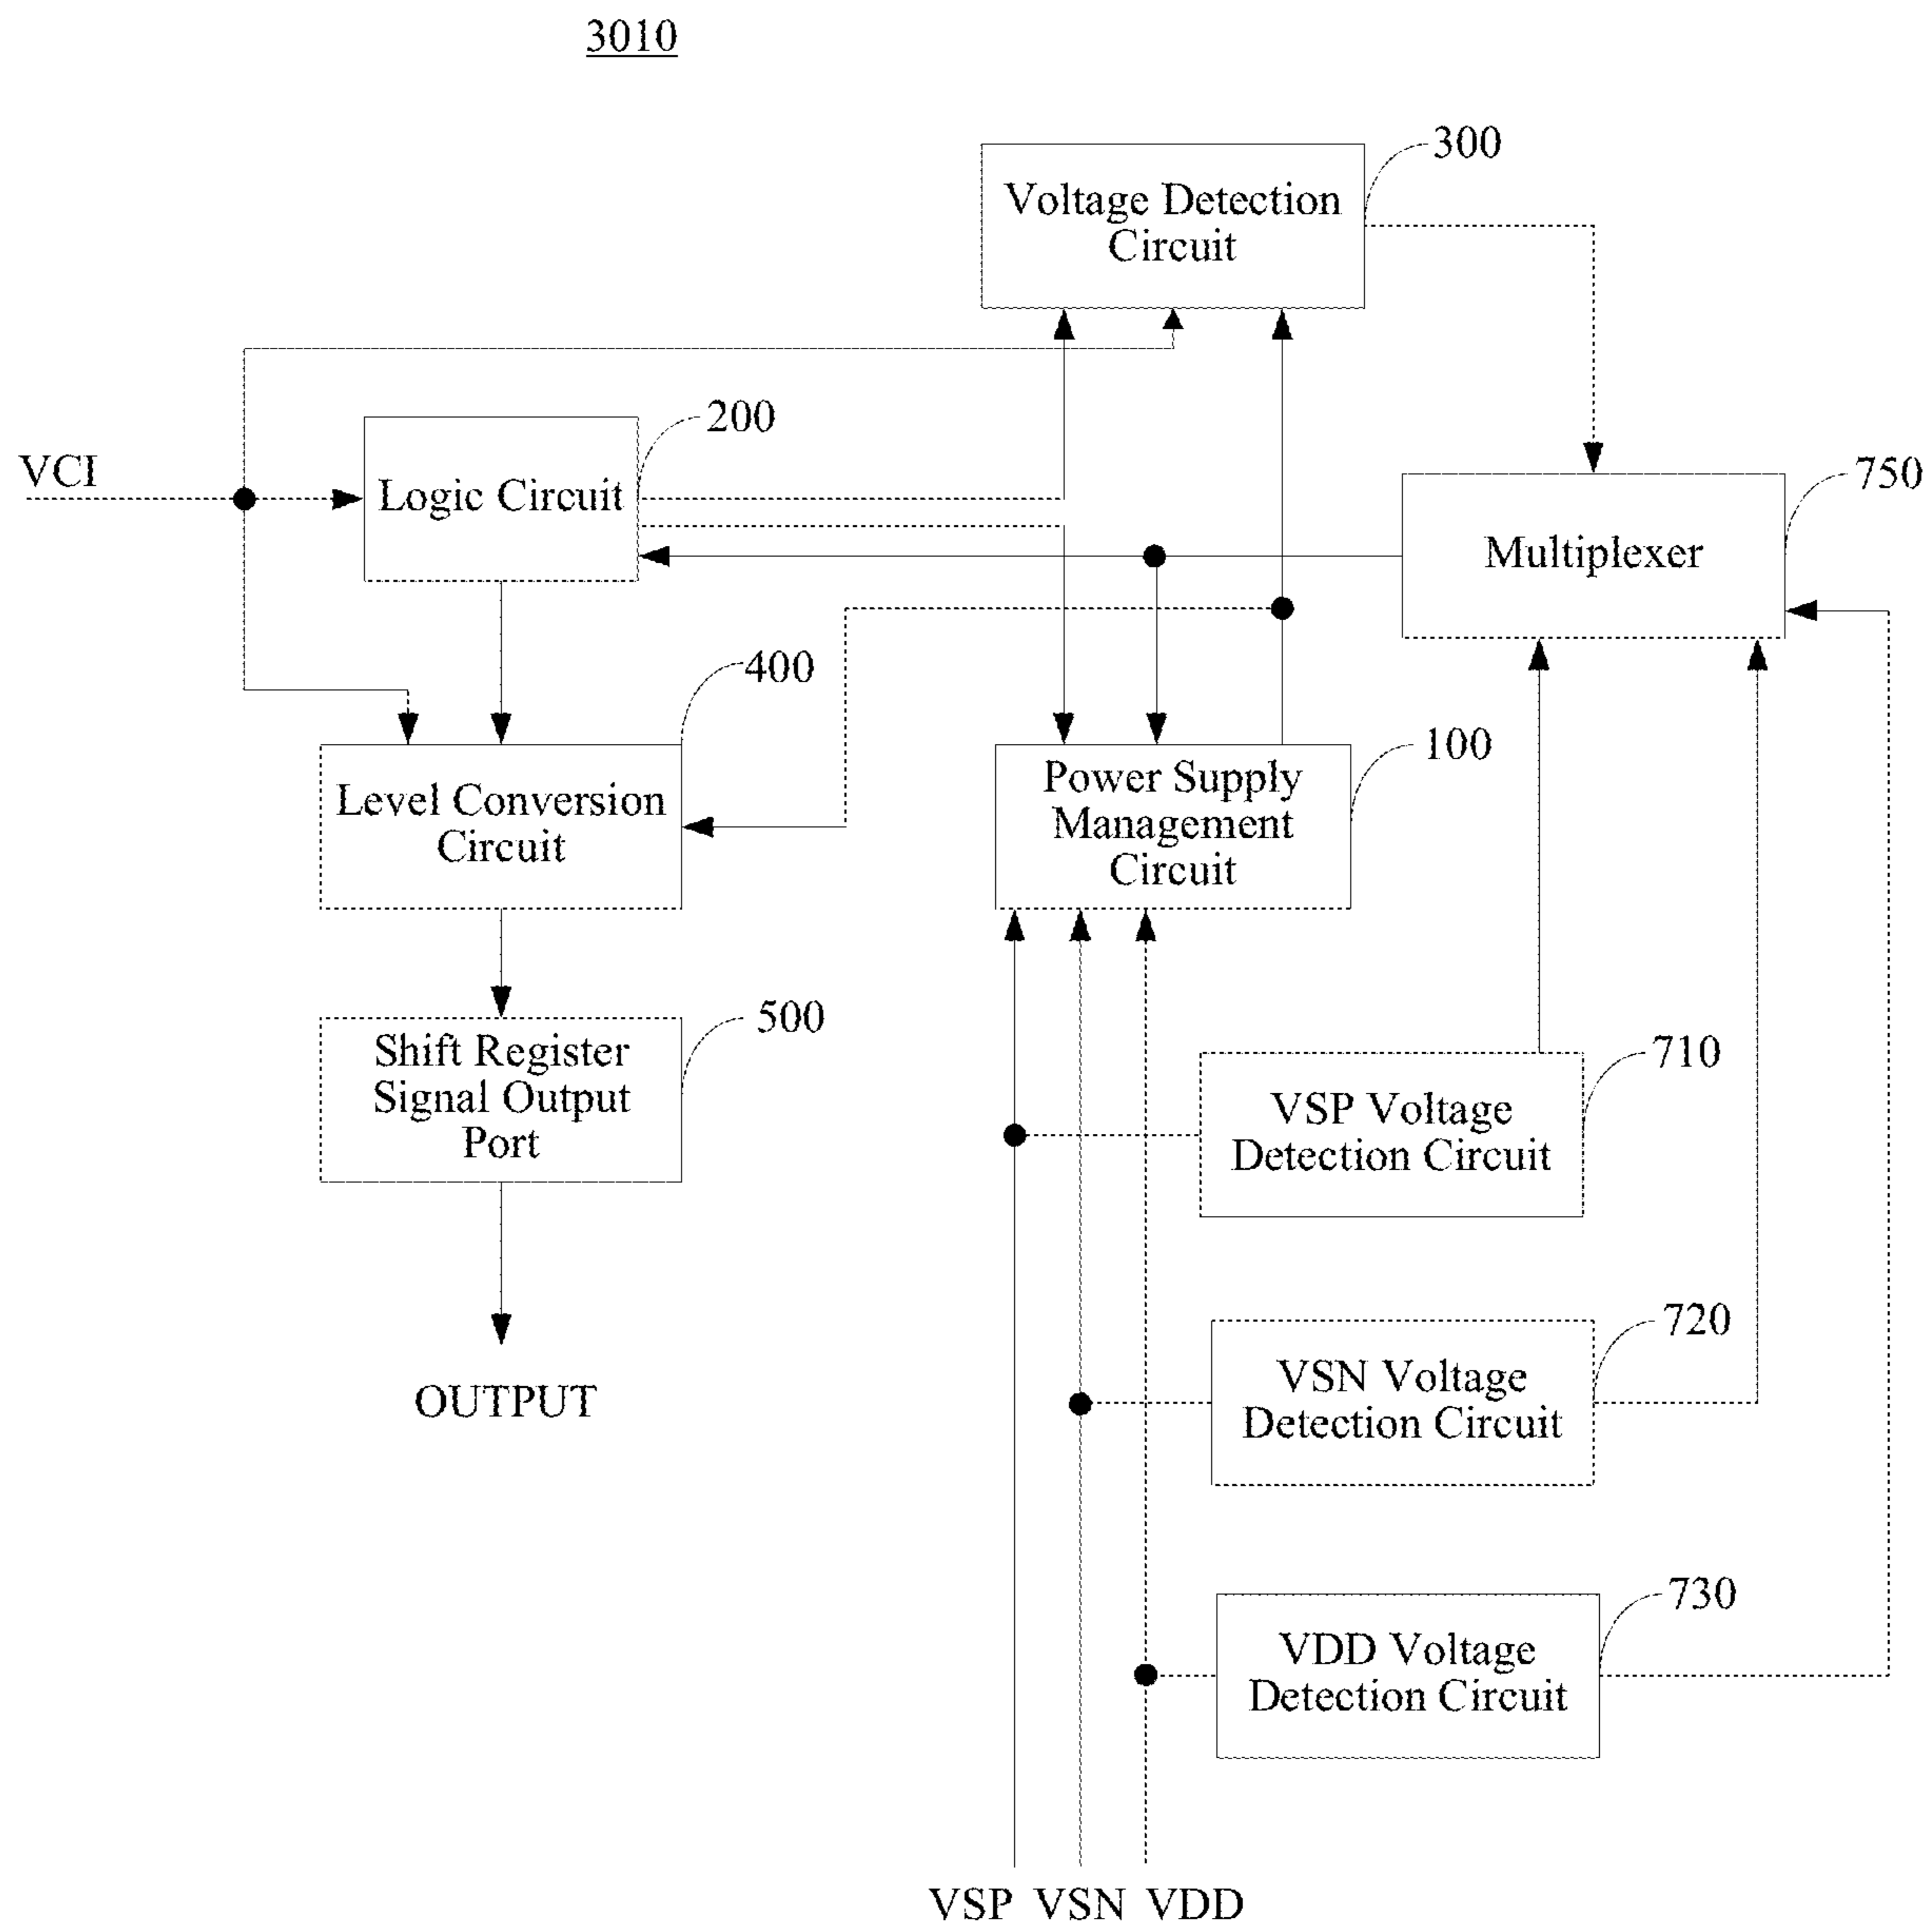 3010
300
Voltage Detection
Circuit
200
VCI
Logic Circuit
750
Multiplexer
400
Level Conversion
Circuit
100
Power Supply
Management
Circuit
500
Shift Register
Signal Output
Port
710
VSP Voltage
Detection Circuit
720
VSN Voltage
Detection Circuit
OUTPUT
730
VDD Voltage
Detection Circuit
VSP VSN VDD